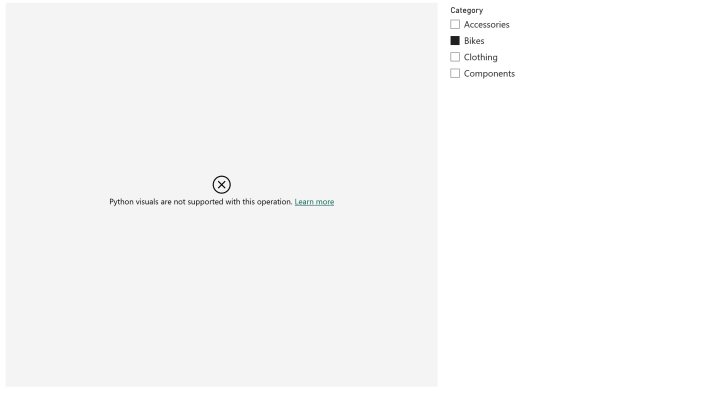 Category
Accessories
Bikes
Clothing
Components
Python visuals are not supported with this operation. Learn more